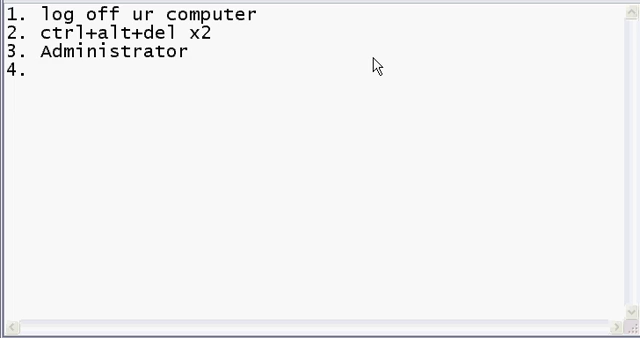 1. log off ur computer
2. ctrl+alt+del x2
3. Administrator
4.